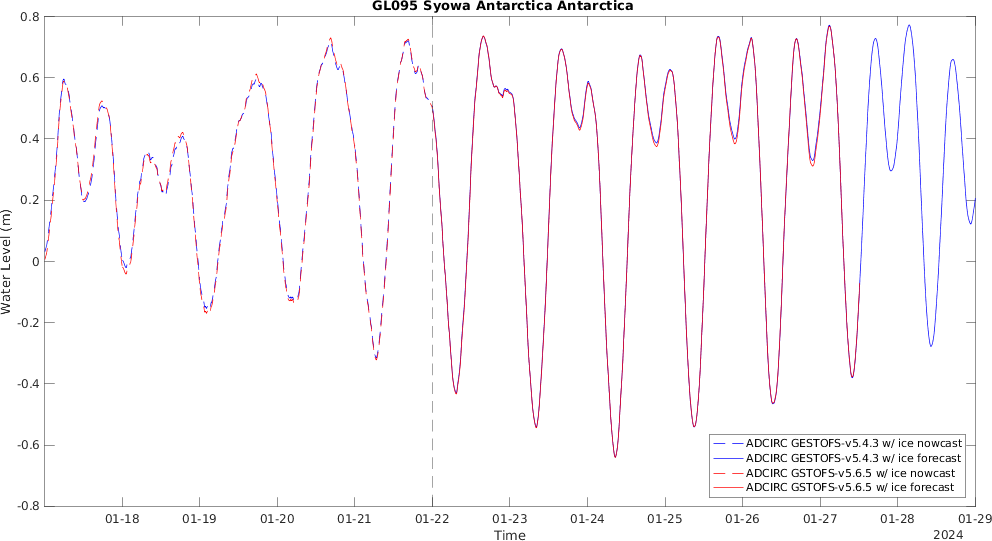 GL095 Syowa Antarctica Antarctica
Water Level (m)
0.8
0.6
0.4
0.2
0
-0.2
-0.4
-0.6
-0.8
ADCIRC GESTOFS-v5.4.3 w/ ice nowcast
ADCIRC GESTOFS-v5.4.3 w/ ice forecast
ADCIRC GSTOFS-v5.6.5 w/ ice nowcast
ADCIRC GSTOFS-v5.6.5 w/ ice forecast
01-18 01-19 01-20 01-21 01-22 01-23 01-24 01-25 01-26 01-27 01-28 01-29
Time
2024